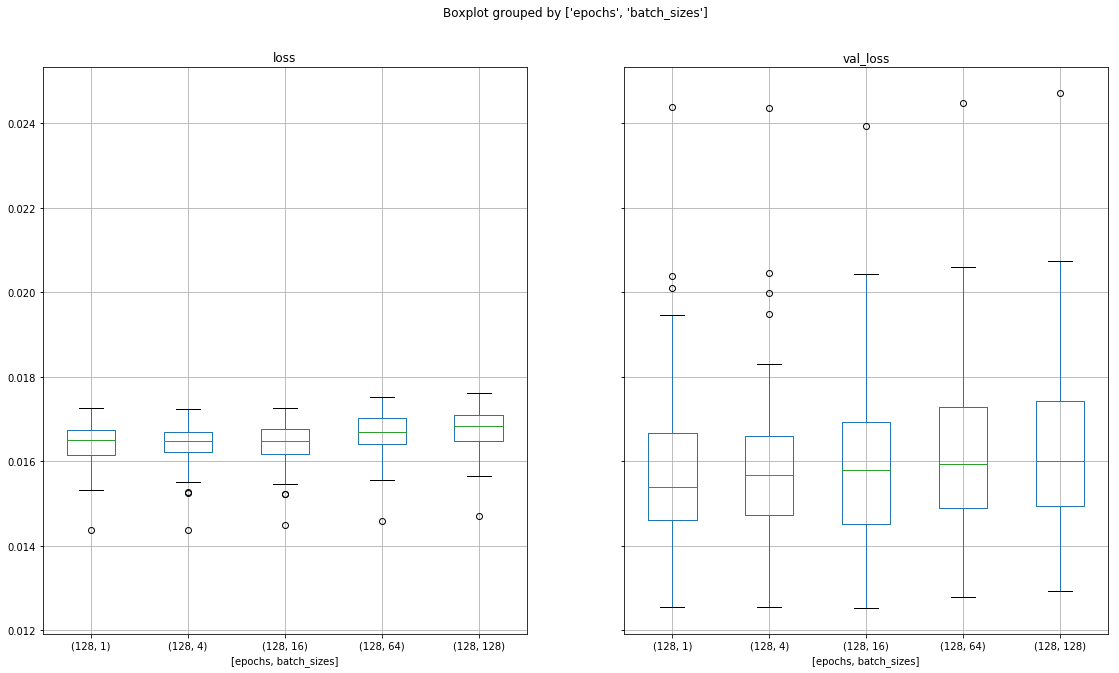 Boxplot grouped by ['epochs', 'batch_sizes']
loss
val_loss
0.024
0.022
0.020
0.018
0.016
0.014
0.012
(128, 1) (128, 4) (128, 16) (128, 64) (128, 128)
[epochs, batch_sizes]
(128, 1) (128, 4) (128, 16) (128, 64) (128, 128)
[epochs, batch_sizes]